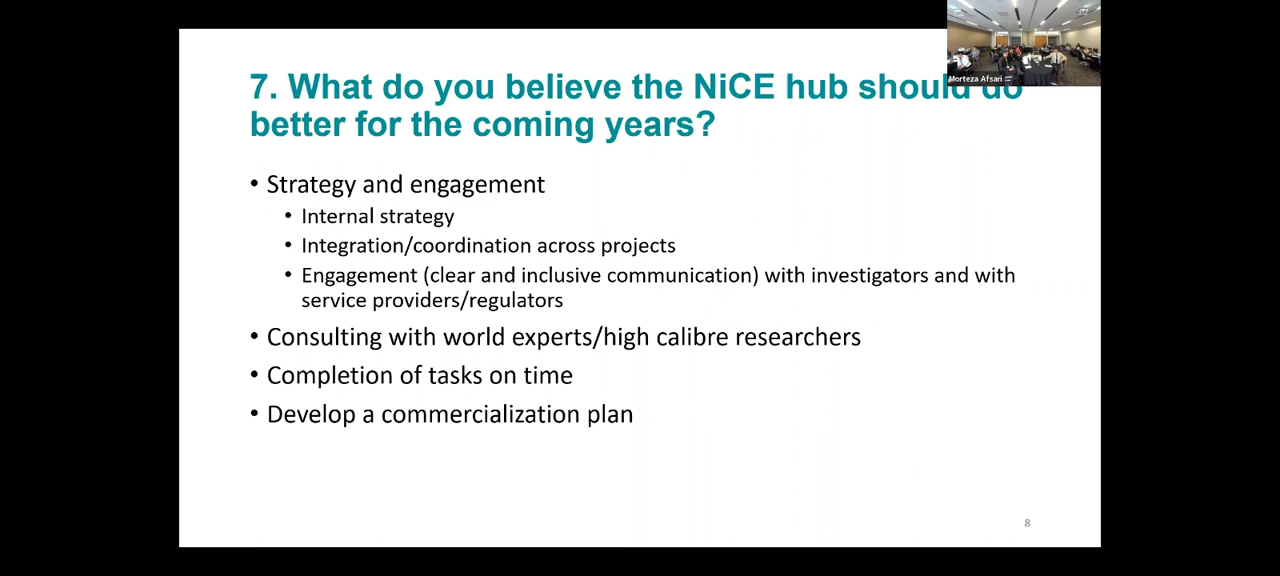 Morteza Afsari
7. What do you believe the NiCE hub should do
better for the coming years?
• Strategy and engagement
• Internal strategy
• Integration/coordination across projects
• Engagement (clear and inclusive communication) with investigators and with
service providers/regulators
• Consulting with world experts/high calibre researchers
• Completion of tasks on time
• Develop a commercialization plan
8